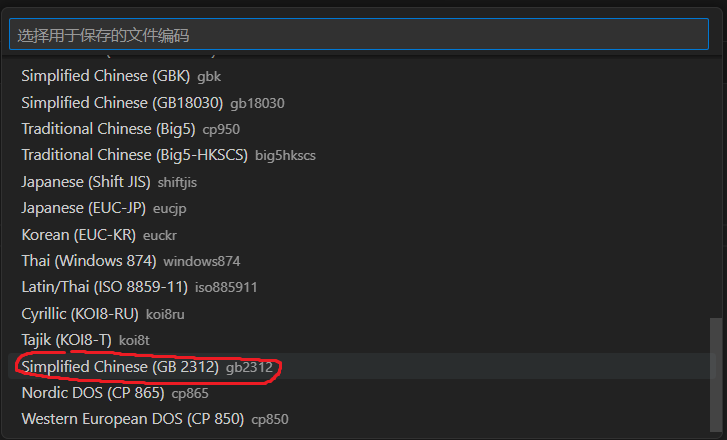 选择用于保存的文件编码
Simplified Chinese (GBK) gbk
Simplified Chinese (GB18030) gb18030
Traditional Chinese (Big5) cp950
Traditional Chinese (Big5-HKSCS) big5hkscs
Japanese (Shift JIS) shiftjis
Japanese (EUC-JP) eucjp
Korean (EUC-KR) euckr
Thai (Windows 874) windows874
Latin/Thai (ISO 8859-11) iso885911
Cyrillic (KOI8-RU) koi8ru
Tajik (KOI8-T) koi8t
Simplified Chinese (GB 2312) gb2312
Nordic DOS (CP 865) cp865
Western European DOS (CP 850) cp850